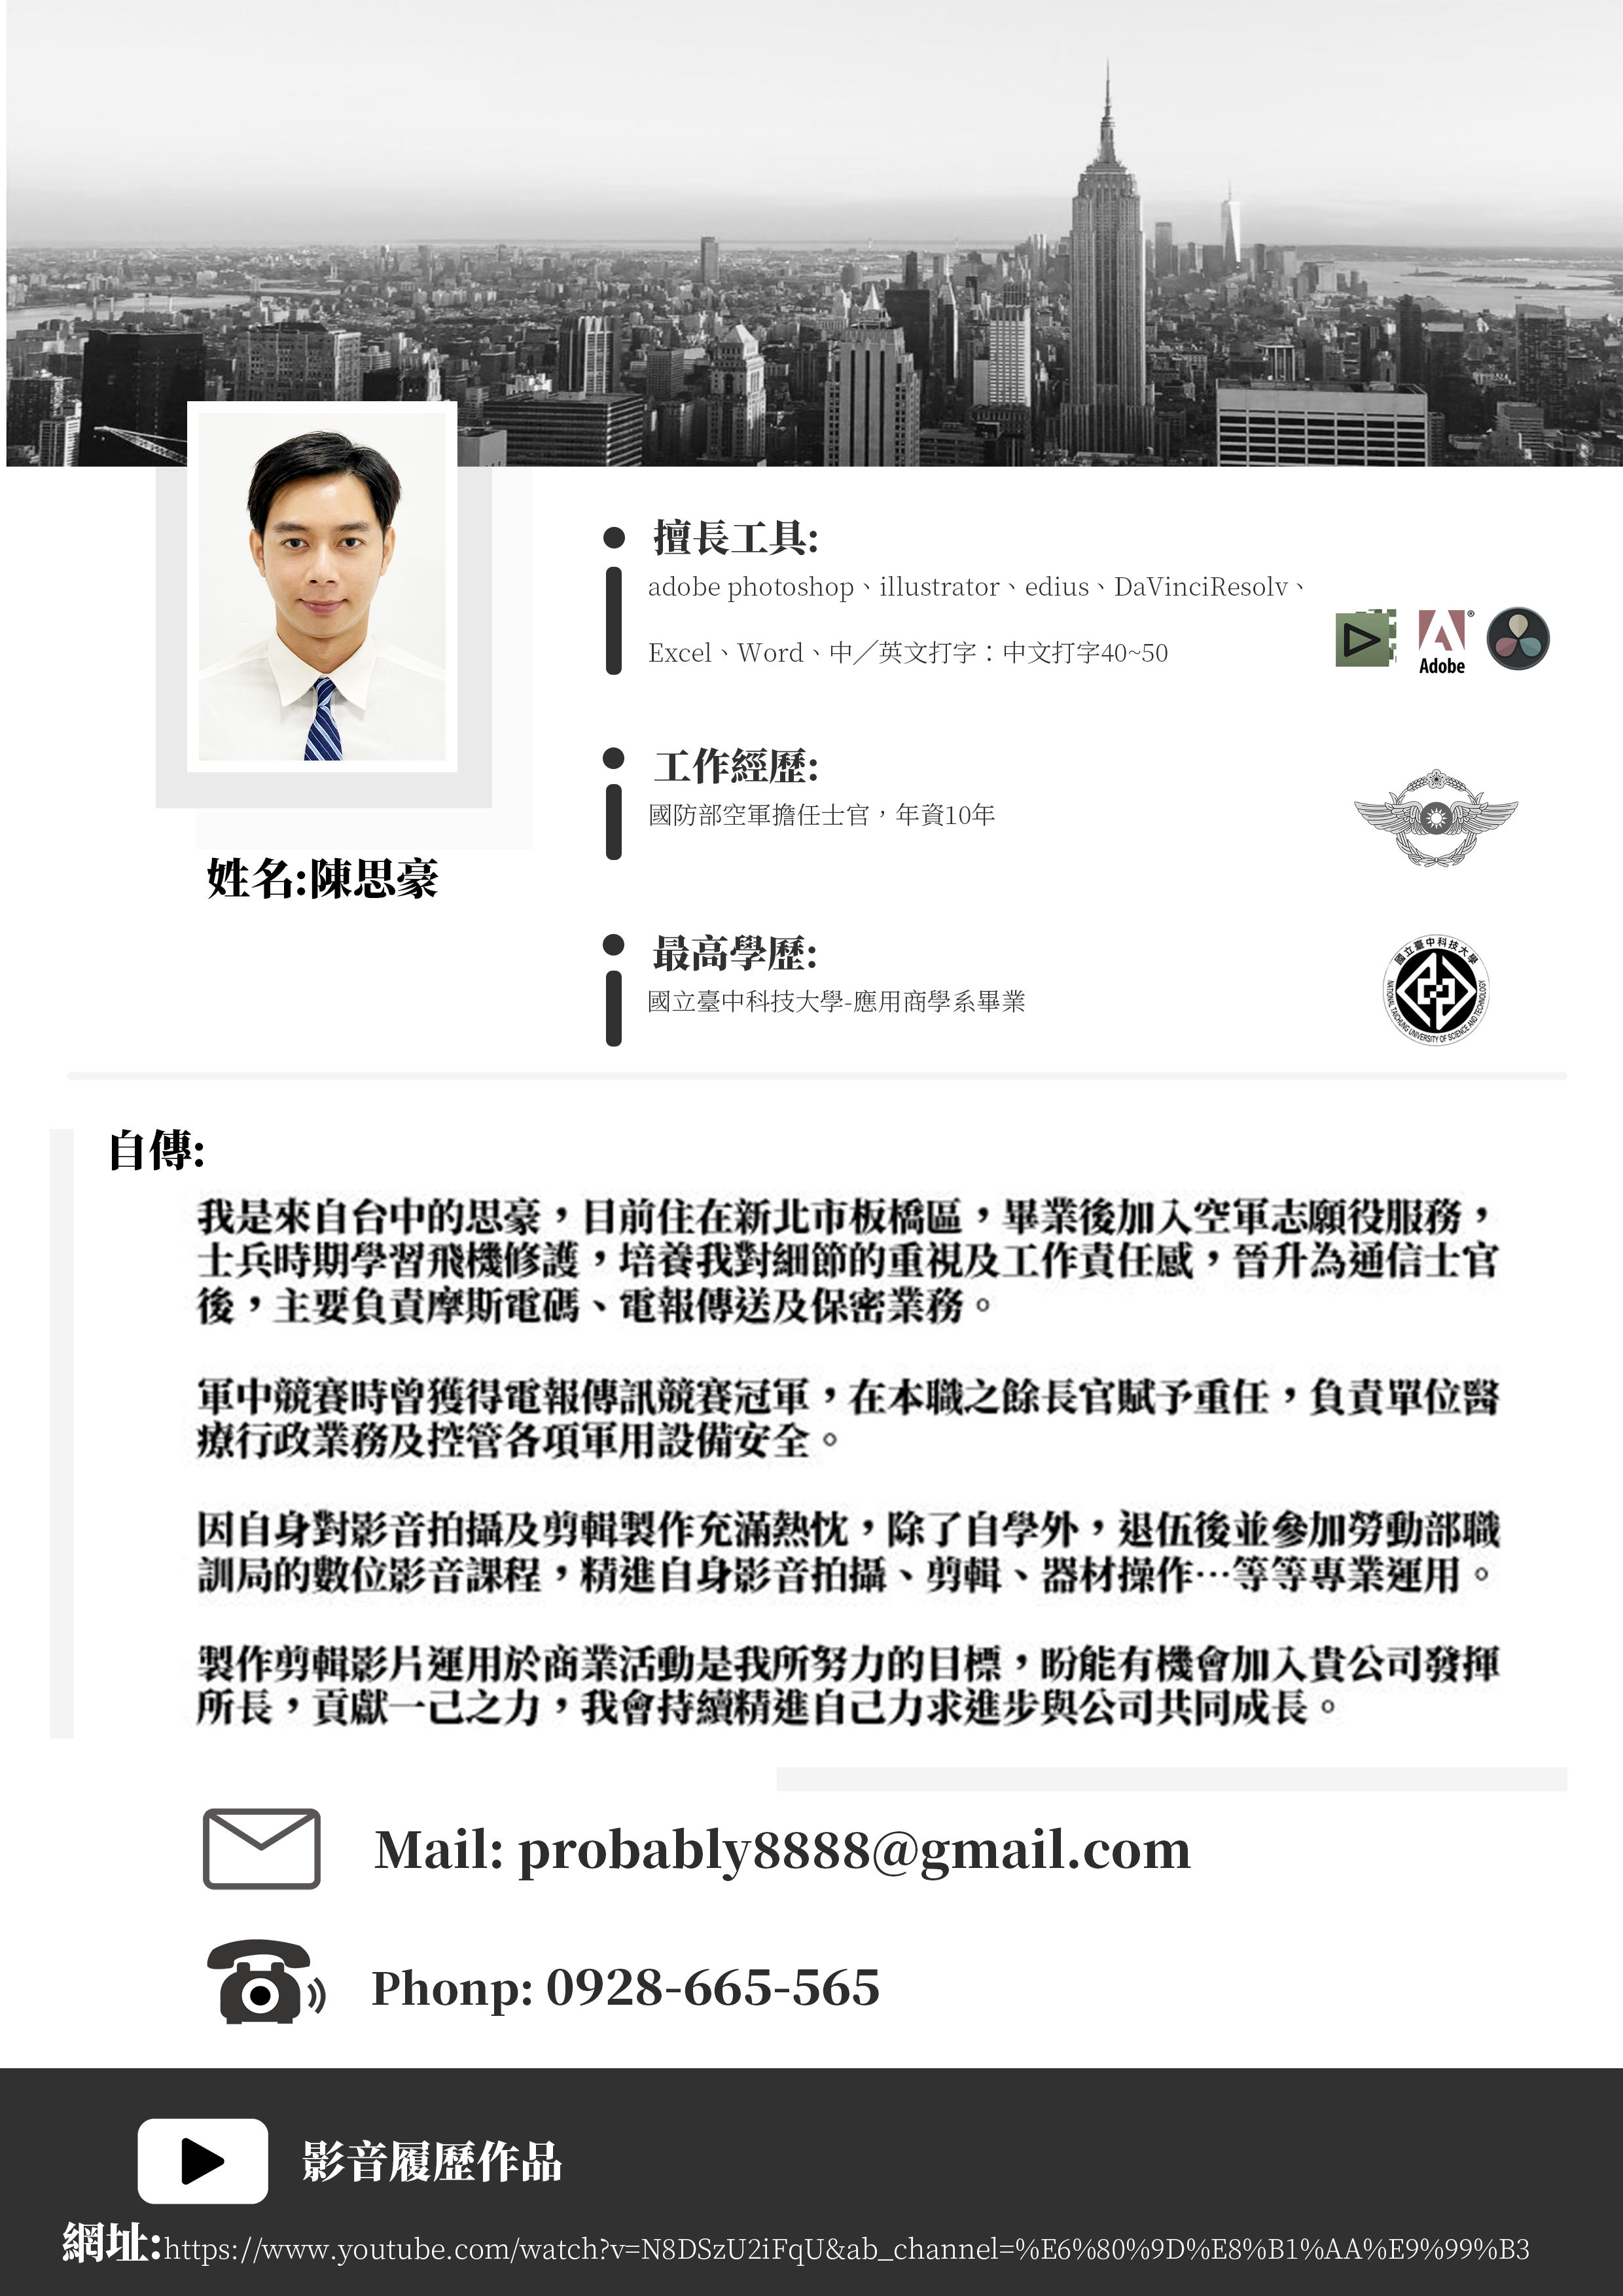 擅長工具:
adobe photoshop、illustrator、edius、DaVinciResolv、
Excel、Word、中／英文打字：中文打字40~50
Adobe
®
工作經歷:
國防部空軍擔任士官，年資10年
姓名:陳思豪
最高學歷:
國立臺中科技大學-應用商學系畢業
國立臺中科技大學
NATIONAL TAICHUNG UNIVERSITY OF SCIENCE AND TECHNOLOGY
自傳:
我是來自台中的思豪，目前住在新北市板橋區，畢業後加入空軍志願役服務，
士兵時期學習飛機修護，培養我對細節的重視及工作責任感，晉升為通信士官
後，主要負責摩斯電碼、電報傳送及保密業務。
軍中競賽時曾獲得電報傳訊競賽冠軍，在本職之餘長官賦予重任，負責單位醫
療行政業務及控管各項軍用設備安全。
因自身對影音拍攝及剪輯製作充滿熱忱，除了自學外，退伍後並參加勞動部職
訓局的數位影音課程，精進自身影音拍攝、剪輯、器材操作…等等專業運用。
製作剪輯影片運用於商業活動是我所努力的目標，盼能有機會加入貴公司發揮
所長，貢獻一己之力，我會持續精進自己力求進步與公司共同成長。
Mail: probably8888@gmail.com
Phonp: 0928-665-565
影音履歷作品
網址:https://www.youtube.com/watch?v=N8DSzU2iFqU&ab_channel=%E6%80%9D%E8%B1%AA%E9%99%B3